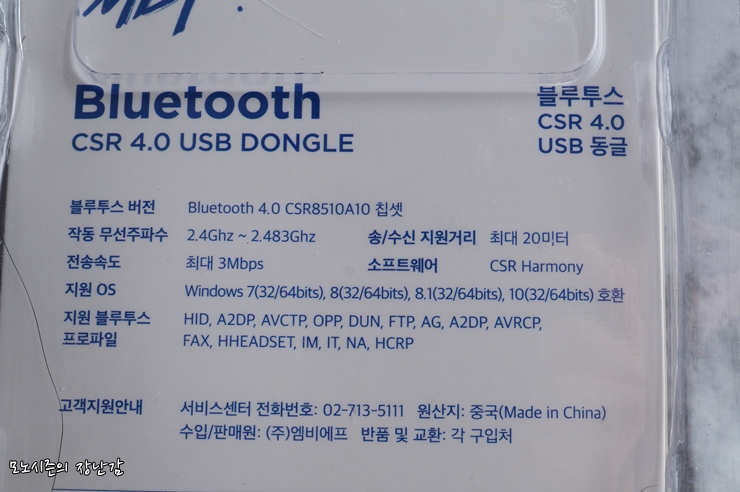 MBF
Bluetooth
CSR 4.0 USB DONGLE
블루투스
CSR 4.0
USB 동글
블루투스 버전 Bluetooth 4.0 CSR8510A10 칩셋
작동 무선주파수 2.4Ghz ~ 2.483Ghz 송/수신 지원거리 최대 20미터
전송속도 최대 3Mbps 소프트웨어 CSR Harmony
지원 OS Windows 7(32/64bits), 8(32/64bits), 8.1(32/64bits), 10(32/64bits) 호환
지원 블루투스 HID, A2DP, AVCTP, OPP, DUN, FTP, AG, A2DP, AVRCP,
프로파일 FAX, HHEADSET, IM, IT, NA, HCRP
고객지원안내 서비스센터 전화번호: 02-713-5111 원산지: 중국(Made in China)
수입/판매원: (주)엠비에프 반품 및 교환: 각 구입처
모노시즌의 장난감